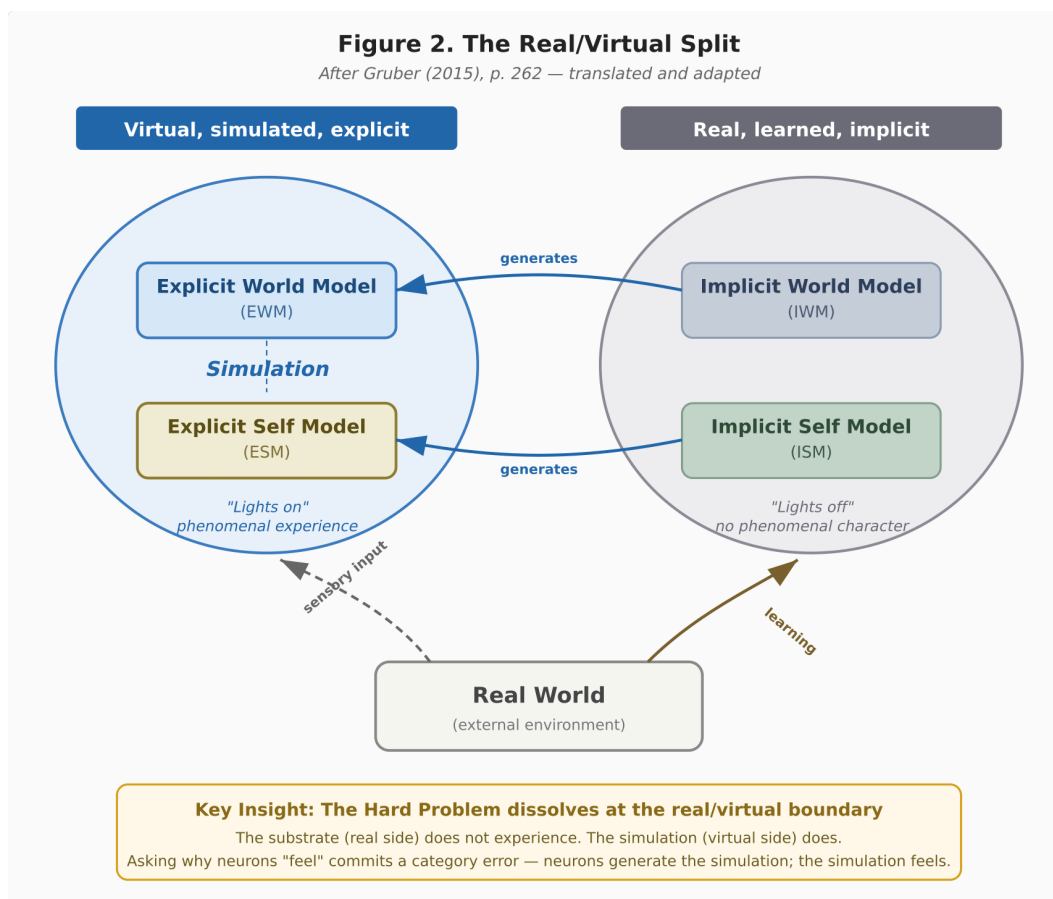 Figure 2. The Real/Virtual Split
After Gruber (2015), p. 262 — translated and adapted
Virtual, simulated, explicit
Real, learned, implicit
generates
Explicit World Model
(EWM)
Implicit World Model
(IWM)
Simulation
Explicit Self Model
(ESM)
Implicit Self Model
(ISM)
generates
"Lights on"
phenomenal experience
"Lights off"
no phenomenal character
sensory input
learning
Real World
(external environment)
Key Insight: The Hard Problem dissolves at the real/virtual boundary
The substrate (real side) does not experience. The simulation (virtual side) does.
Asking why neurons "feel" commits a category error — neurons generate the simulation; the simulation feels.